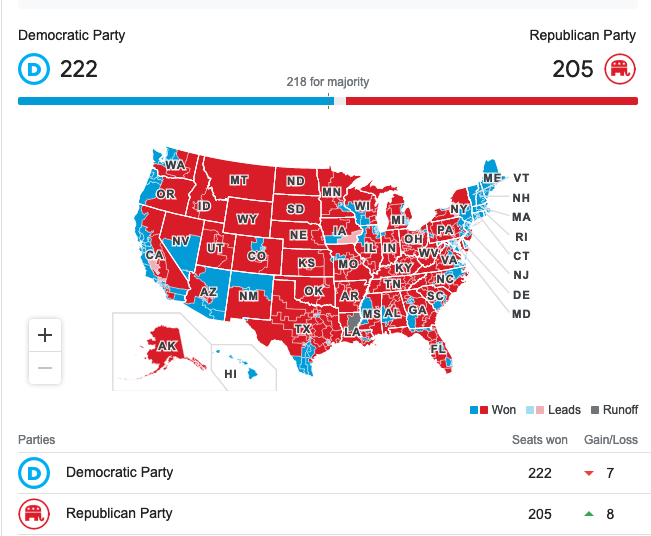 Democratic Party
Republican Party
D 222
205
218 for majority
WA
MT
ND
MN
ME
VT
OR
ID
SD
WI
NY
NH
WY
MI
MA
NV
UT
NE
IA
IL
IN
OH
PA
RI
CA
CO
KS
MO
KY
WV
VA
CT
AZ
NM
OK
AR
TN
NC
NJ
SC
DE
MS
AL
GA
MD
TX
LA
FL
AK
HI
+
−
Won
Leads
Runoff
Parties
Seats won
Gain/Loss
D Democratic Party 222 7
Republican Party 205 8